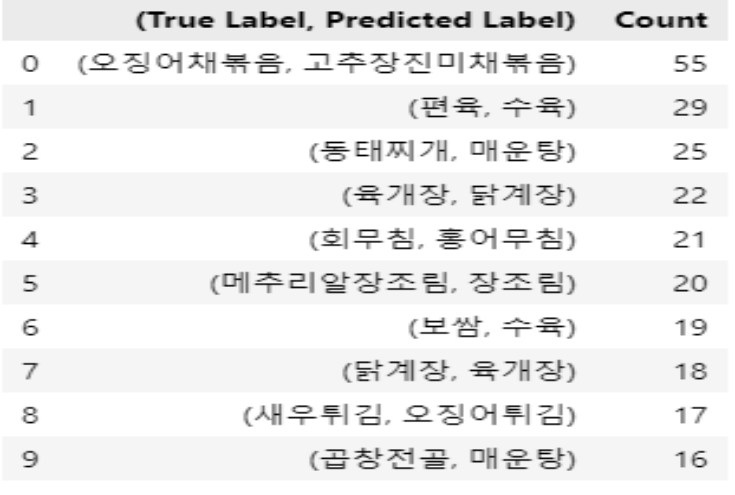 (True Label, Predicted Label) Count
0 (오징어채볶음, 고추장진미채볶음) 55
1 (편육, 수육) 29
2 (동태찌개, 매운탕) 25
3 (육개장, 닭계장) 22
4 (회무침, 홍어무침) 21
5 (메추리알장조림, 장조림) 20
6 (보쌈, 수육) 19
7 (닭계장, 육개장) 18
8 (새우튀김, 오징어튀김) 17
9 (곱창전골, 매운탕) 16